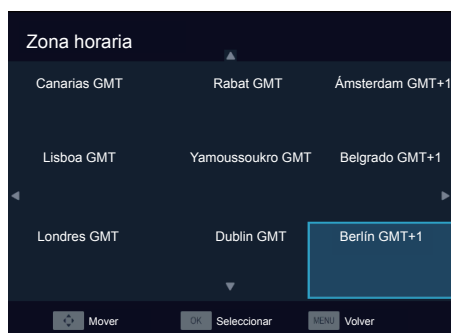 Zona horaria
Canarias GMT Rabat GMT Ámsterdam GMT+1
Lisboa GMT Yamoussoukro GMT Belgrado GMT+1
Londres GMT Dublin GMT Berlín GMT+1
Mover OK Seleccionar MENU Volver